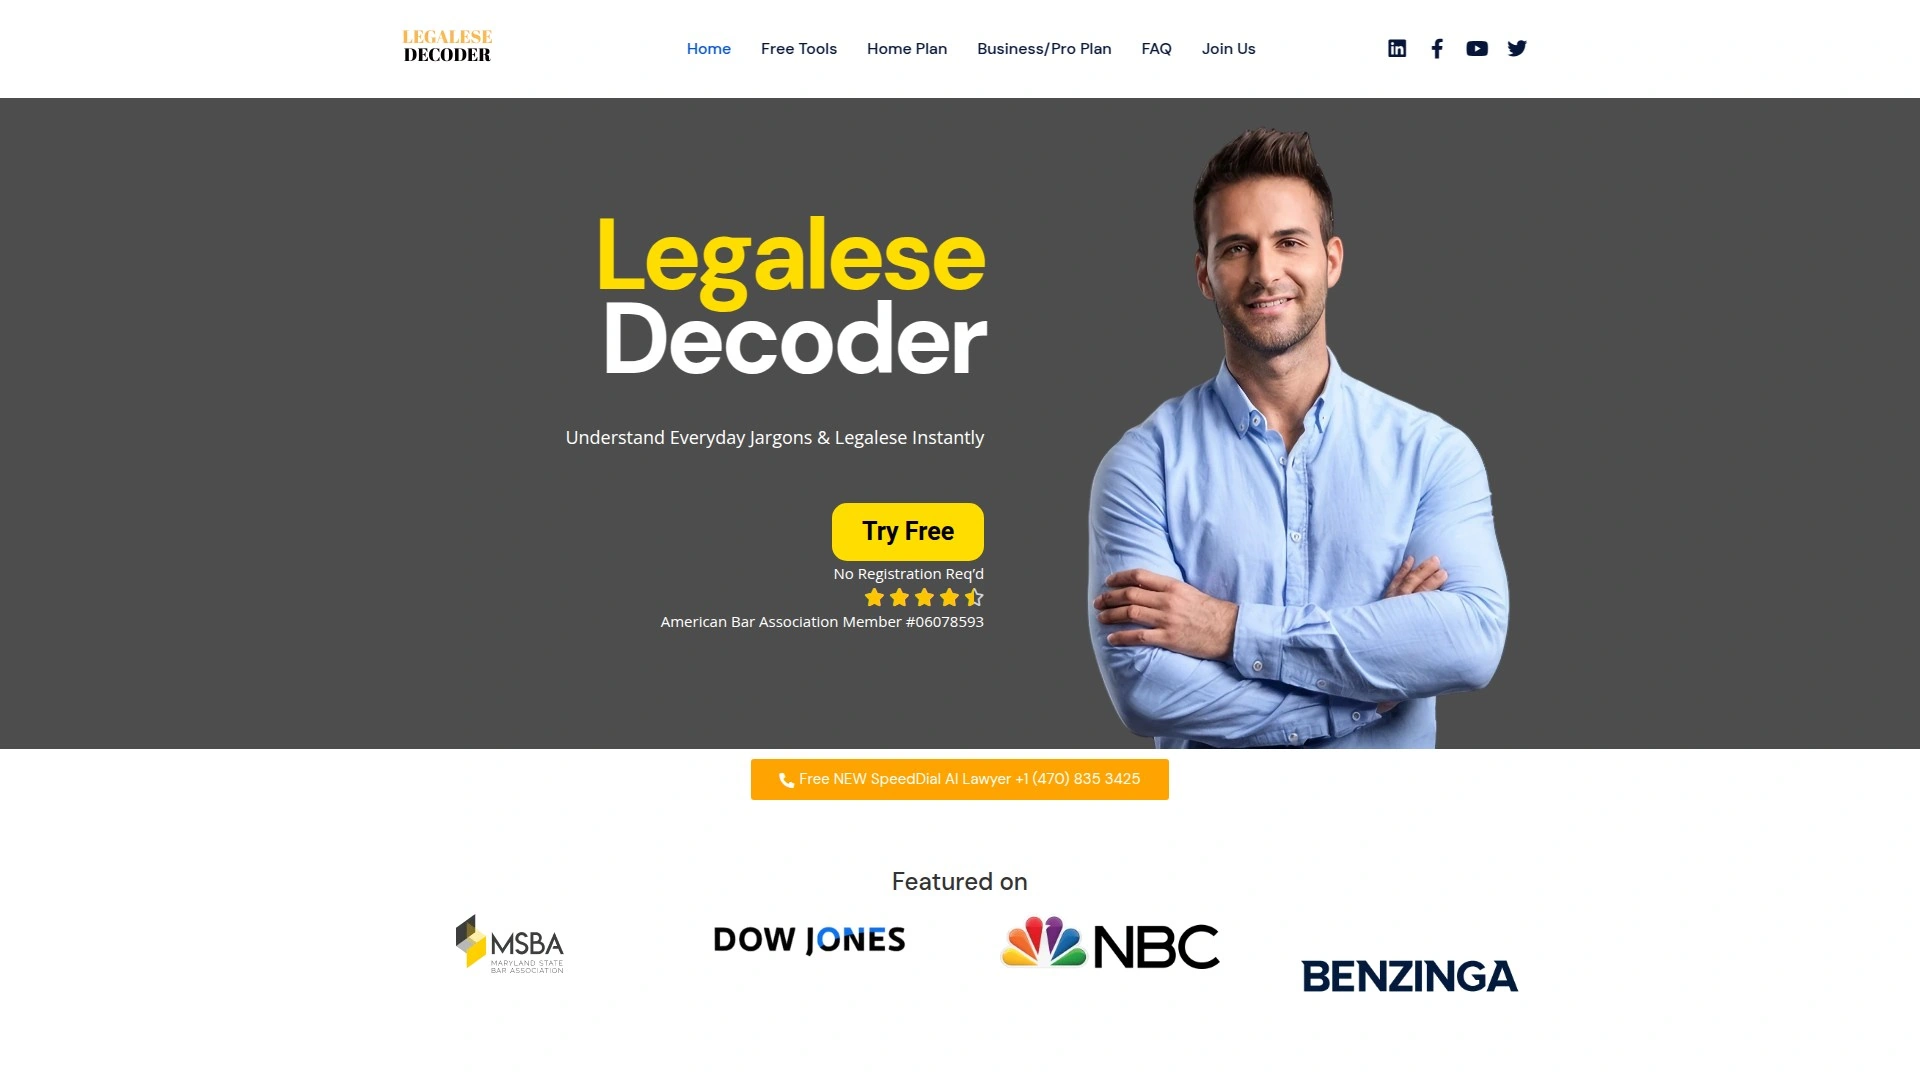 LEGALESE
DECODER
Home
Free Tools
Home Plan
Business/Pro Plan
FAQ
Join Us
Legalese
Decoder
Understand Everyday Jargons & Legalese Instantly
Try Free
No Registration Req’d
American Bar Association Member #06078593
Free NEW SpeedDial AI Lawyer +1 (470) 835 3425
Featured on
MSBA
MARYLAND STATE
BAR ASSOCIATION
DOW JONES
NBC
BENZINGA